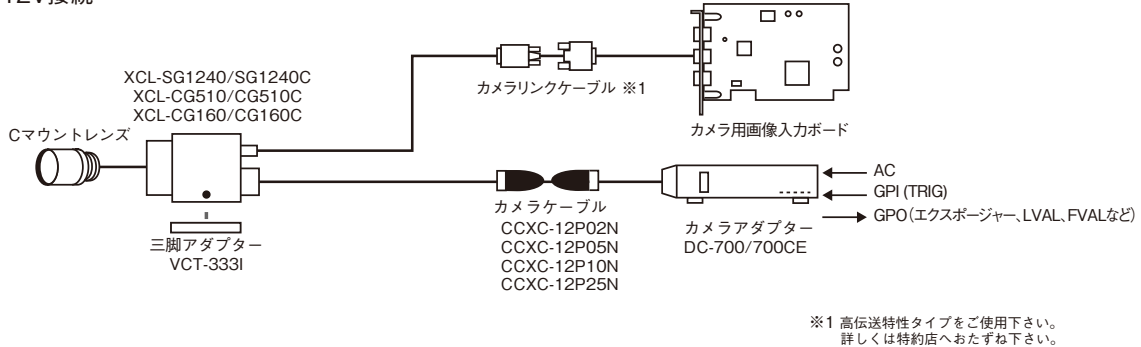 12V接続
XCL-SG1240/SG1240C
XCL-CG510/CG510C
XCL-CG160/CG160C
Cマウントレンズ
カメラリンクケーブル ※1
カメラ用画像入力ボード
三脚アダプター
VCT-333I
カメラケーブル
CCXC-12P02N
CCXC-12P05N
CCXC-12P10N
CCXC-12P25N
カメラアダプター
DC-700/700CE
AC
GPI (TRIG)
GPO（エクスポージャー、LVAL、FVALなど）
※1 高伝送特性タイプをご使用下さい。
詳しくは特約店へおたずね下さい。